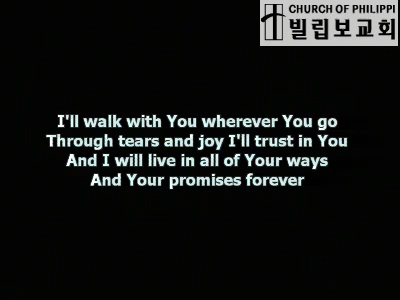 CHURCH OF PHILIPPI
빌립보교회
I'll walk with You wherever You go
Through tears and joy I'll trust in You
And I will live in all of Your ways
And Your promises forever